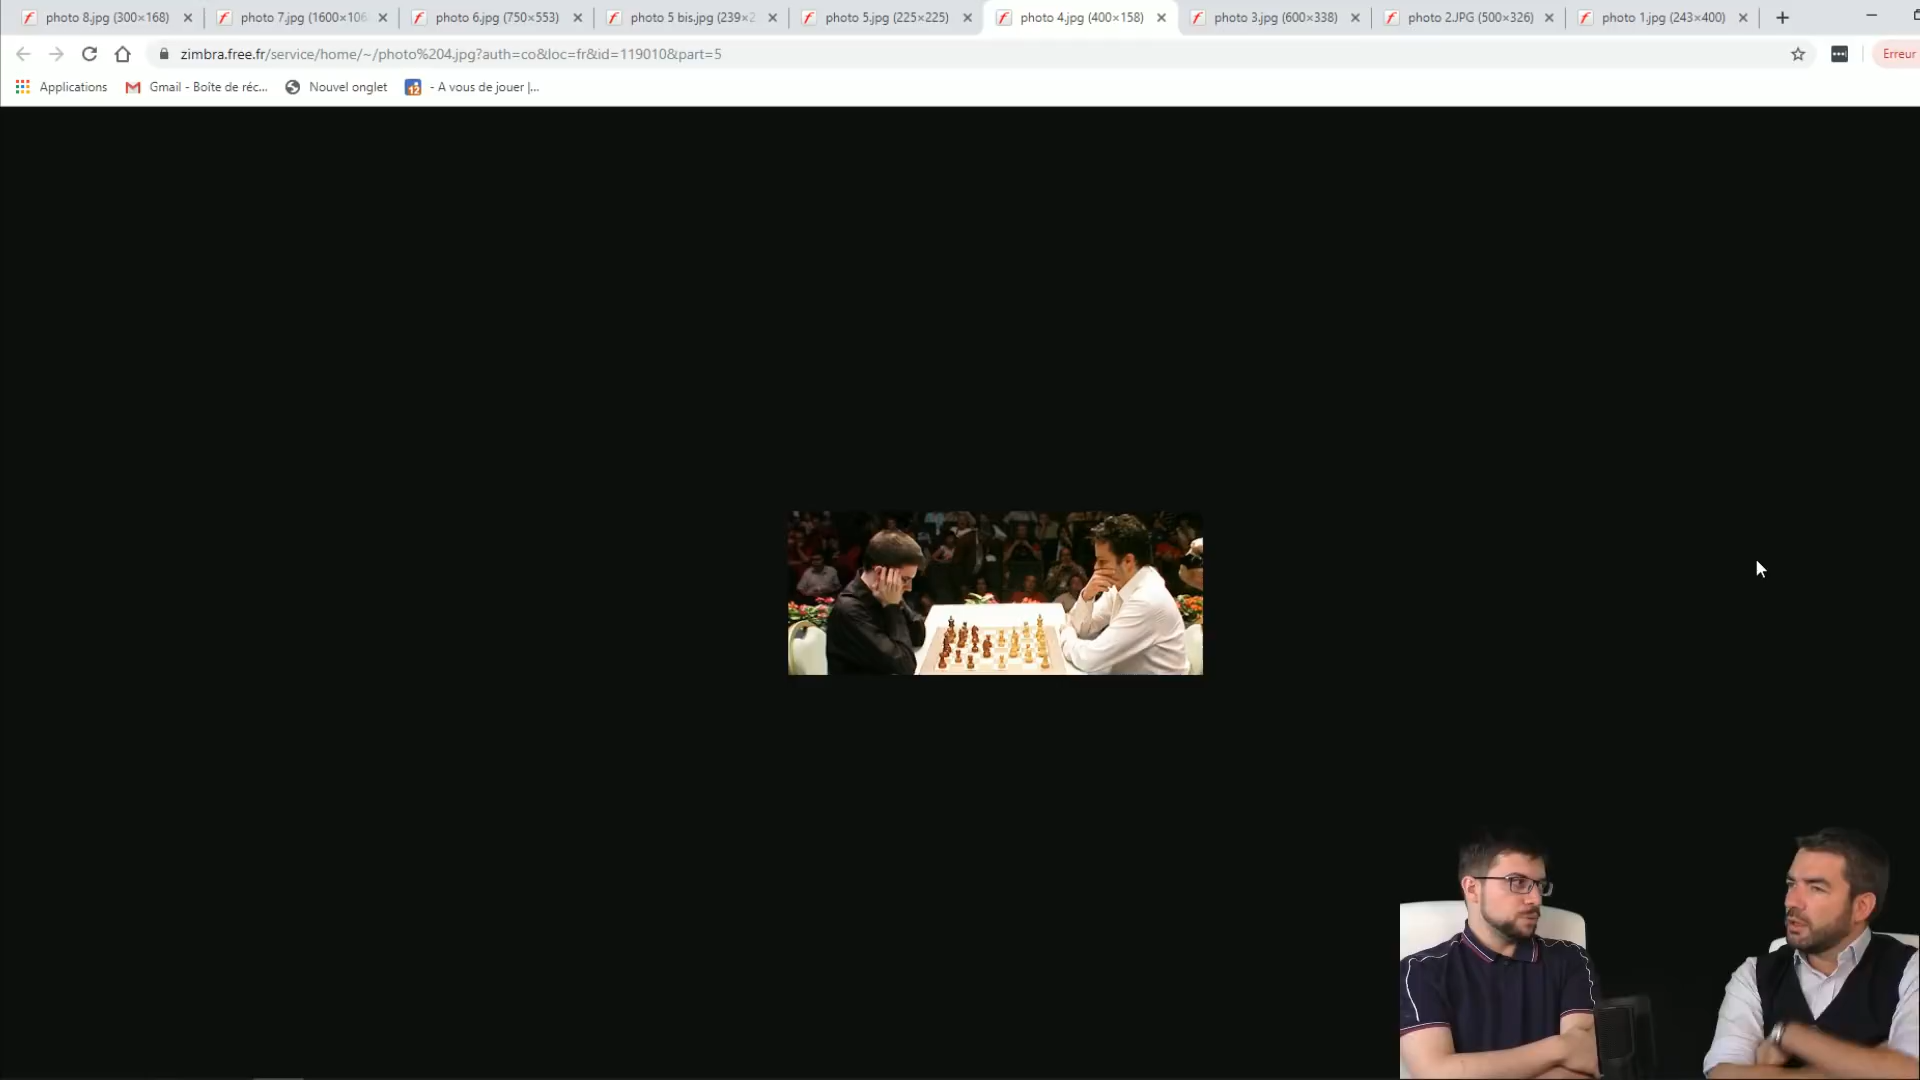 photo 8.jpg (300×168)
photo 7.jpg (1600×106
photo 6.jpg (750×553)
photo 5 bis.jpg (239×2
photo 5.jpg (225×225)
photo 4.jpg (400×158)
photo 3.jpg (600×338)
photo 2.JPG (500×326)
photo 1.jpg (243×400)
zimbra.free.fr/service/home/~/photo%204.jpg?auth=co&loc=fr&id=119010&part=5
Erreur
Applications
Gmail - Boîte de réc...
Nouvel onglet
12
- A vous de jouer |...